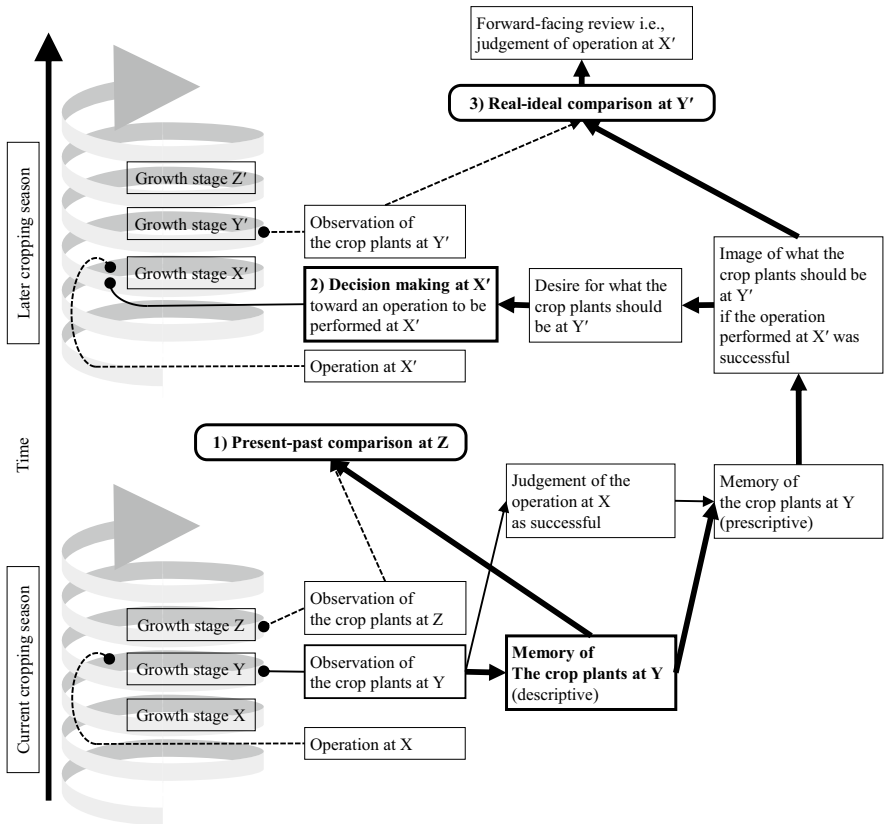 Forward-facing review i.e.,
judgement of operation at X′
3) Real-ideal comparison at Y′
Later cropping season
Growth stage Z′
Growth stage Y′
Growth stage X′
Observation of
the crop plants at Y′
2) Decision making at X′
toward an operation to be
performed at X′
Desire for what the
crop plants should
be at Y′
Image of what the
crop plants should be
at Y′
if the operation
performed at X′ was
successful
Operation at X′
Time
1) Present-past comparison at Z
Judgement of the
operation at X
as successful
Memory of
the crop plants at Y
(prescriptive)
Current cropping season
Growth stage Z
Growth stage Y
Growth stage X
Observation of
the crop plants at Z
Observation of
the crop plants at Y
Memory of
The crop plants at Y
(descriptive)
Operation at X